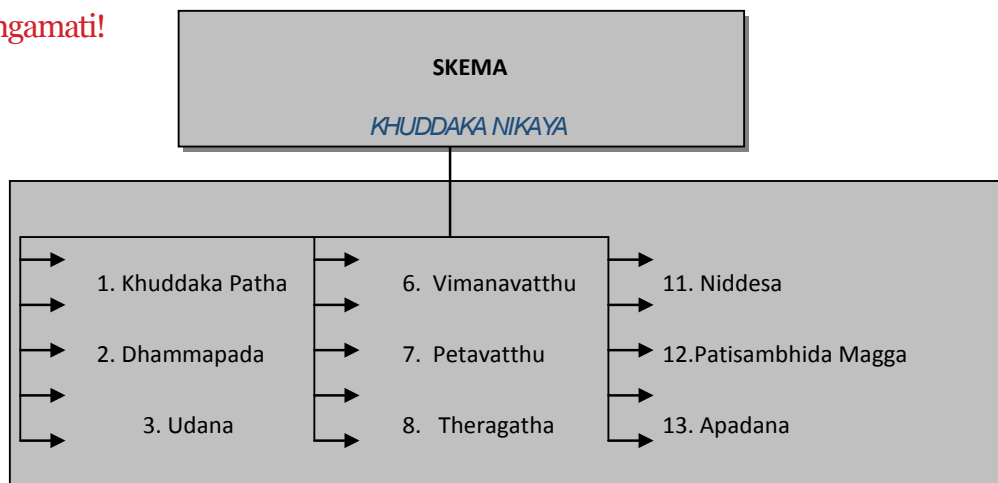 ngamati!
SKEMA
KHUDDAKA NIKAYA
1. Khuddaka Patha
2. Dhammapada
3. Udana
6. Vimanavatthu
7. Petavatthu
8. Theragatha
11. Niddesa
12.Patisambhida Magga
13. Apadana